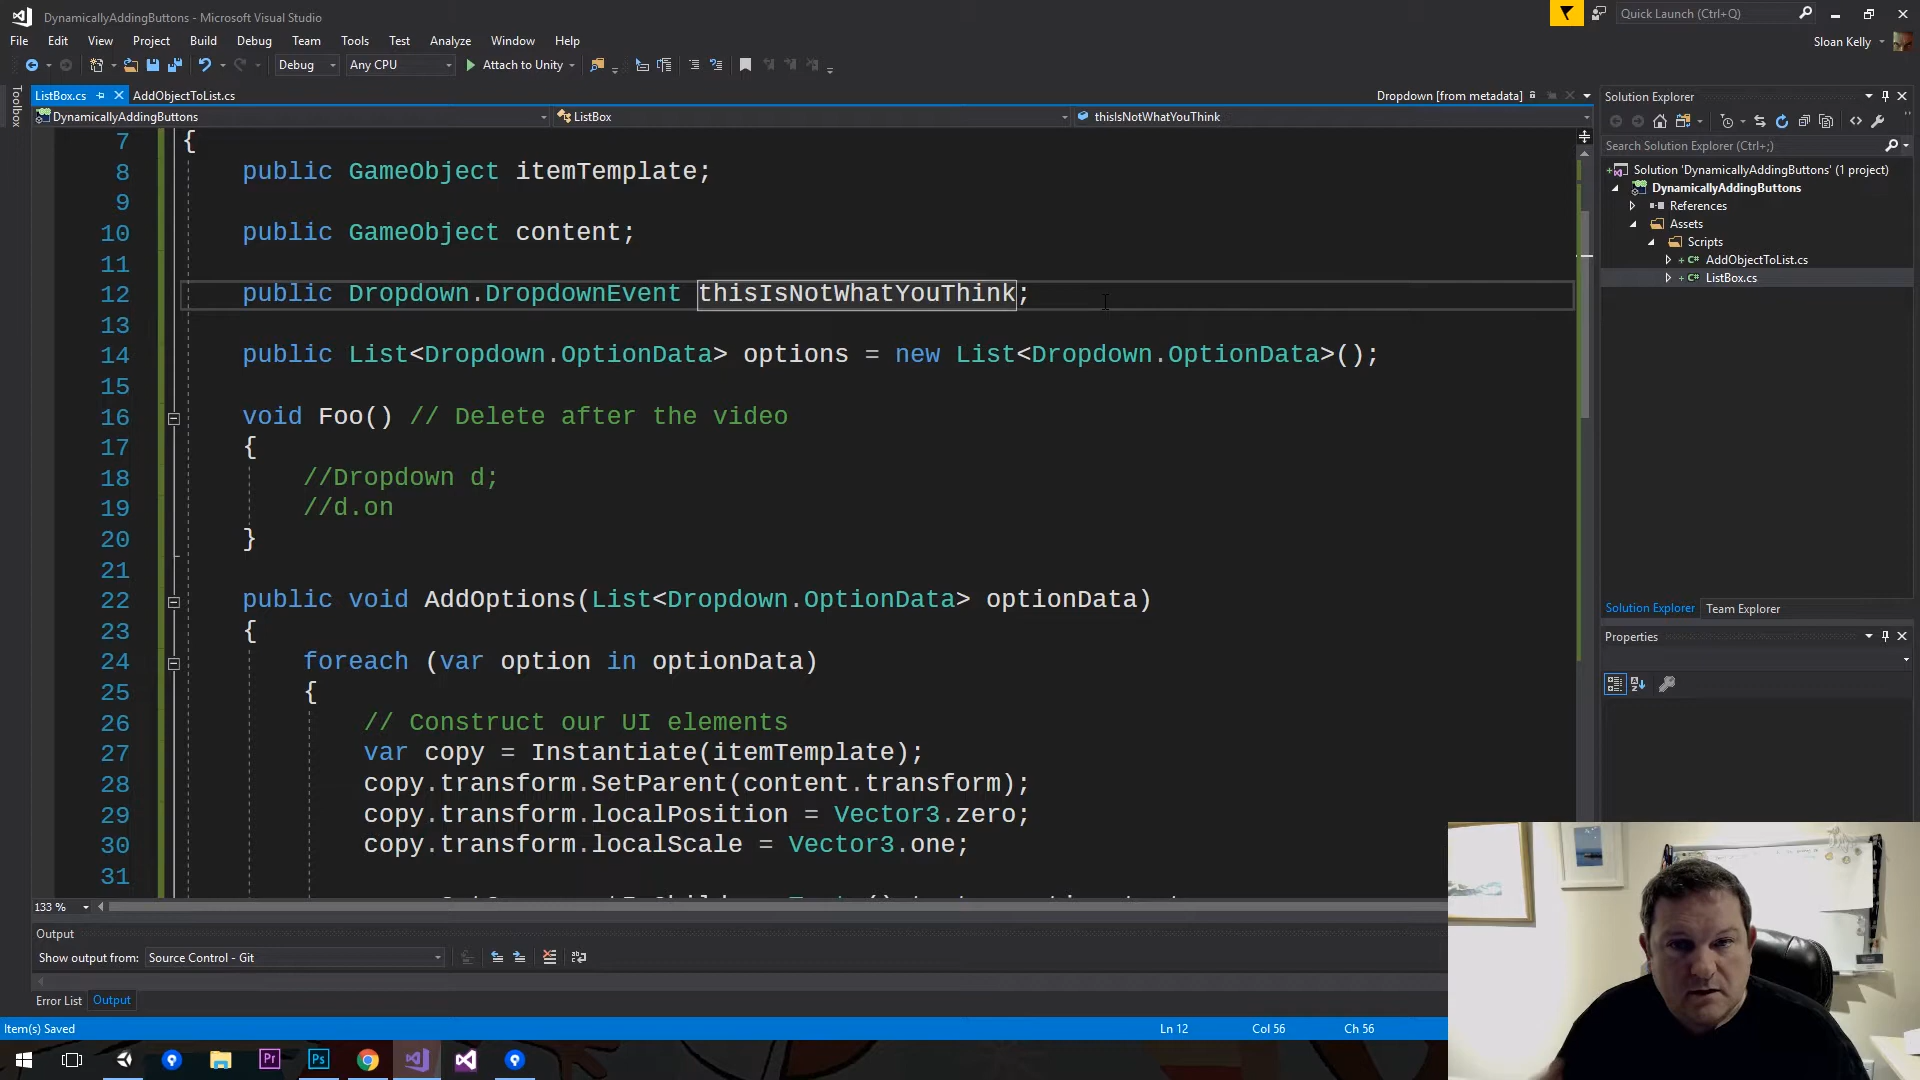 DynamicallyAddingButtons - Microsoft Visual Studio
Quick Launch (Ctrl+Q)
File Edit View Project Build Debug Team Tools Test Analyze Window Help
Sloan Kelly
Debug Any CPU Attach to Unity
Toolbox
ListBox.cs AddObjectToList.cs Dropdown [from metadata]
DynamicallyAddingButtons ListBox thisIsNotWhatYouThink
7 {
8 public GameObject itemTemplate;
9
10 public GameObject content;
11
12 public Dropdown.DropdownEvent thisIsNotWhatYouThink;
13
14 public List<Dropdown.OptionData> options = new List<Dropdown.OptionData>();
15
16 void Foo() // Delete after the video
17 {
18 //Dropdown d;
19 //d.on
20 }
21
22 public void AddOptions(List<Dropdown.OptionData> optionData)
23 {
24 foreach (var option in optionData)
25 {
26 // Construct our UI elements
27 var copy = Instantiate(itemTemplate);
28 copy.transform.SetParent(content.transform);
29 copy.transform.localPosition = Vector3.zero;
30 copy.transform.localScale = Vector3.one;
31
133 %
Output
Show output from: Source Control - Git
Error List Output
Item(s) Saved Ln 12 Col 56 Ch 56
Solution Explorer
Search Solution Explorer (Ctrl+;)
Solution 'DynamicallyAddingButtons' (1 project)
DynamicallyAddingButtons
References
Assets
Scripts
C# AddObjectToList.cs
C# ListBox.cs
Solution Explorer Team Explorer
Properties
Pr Ps